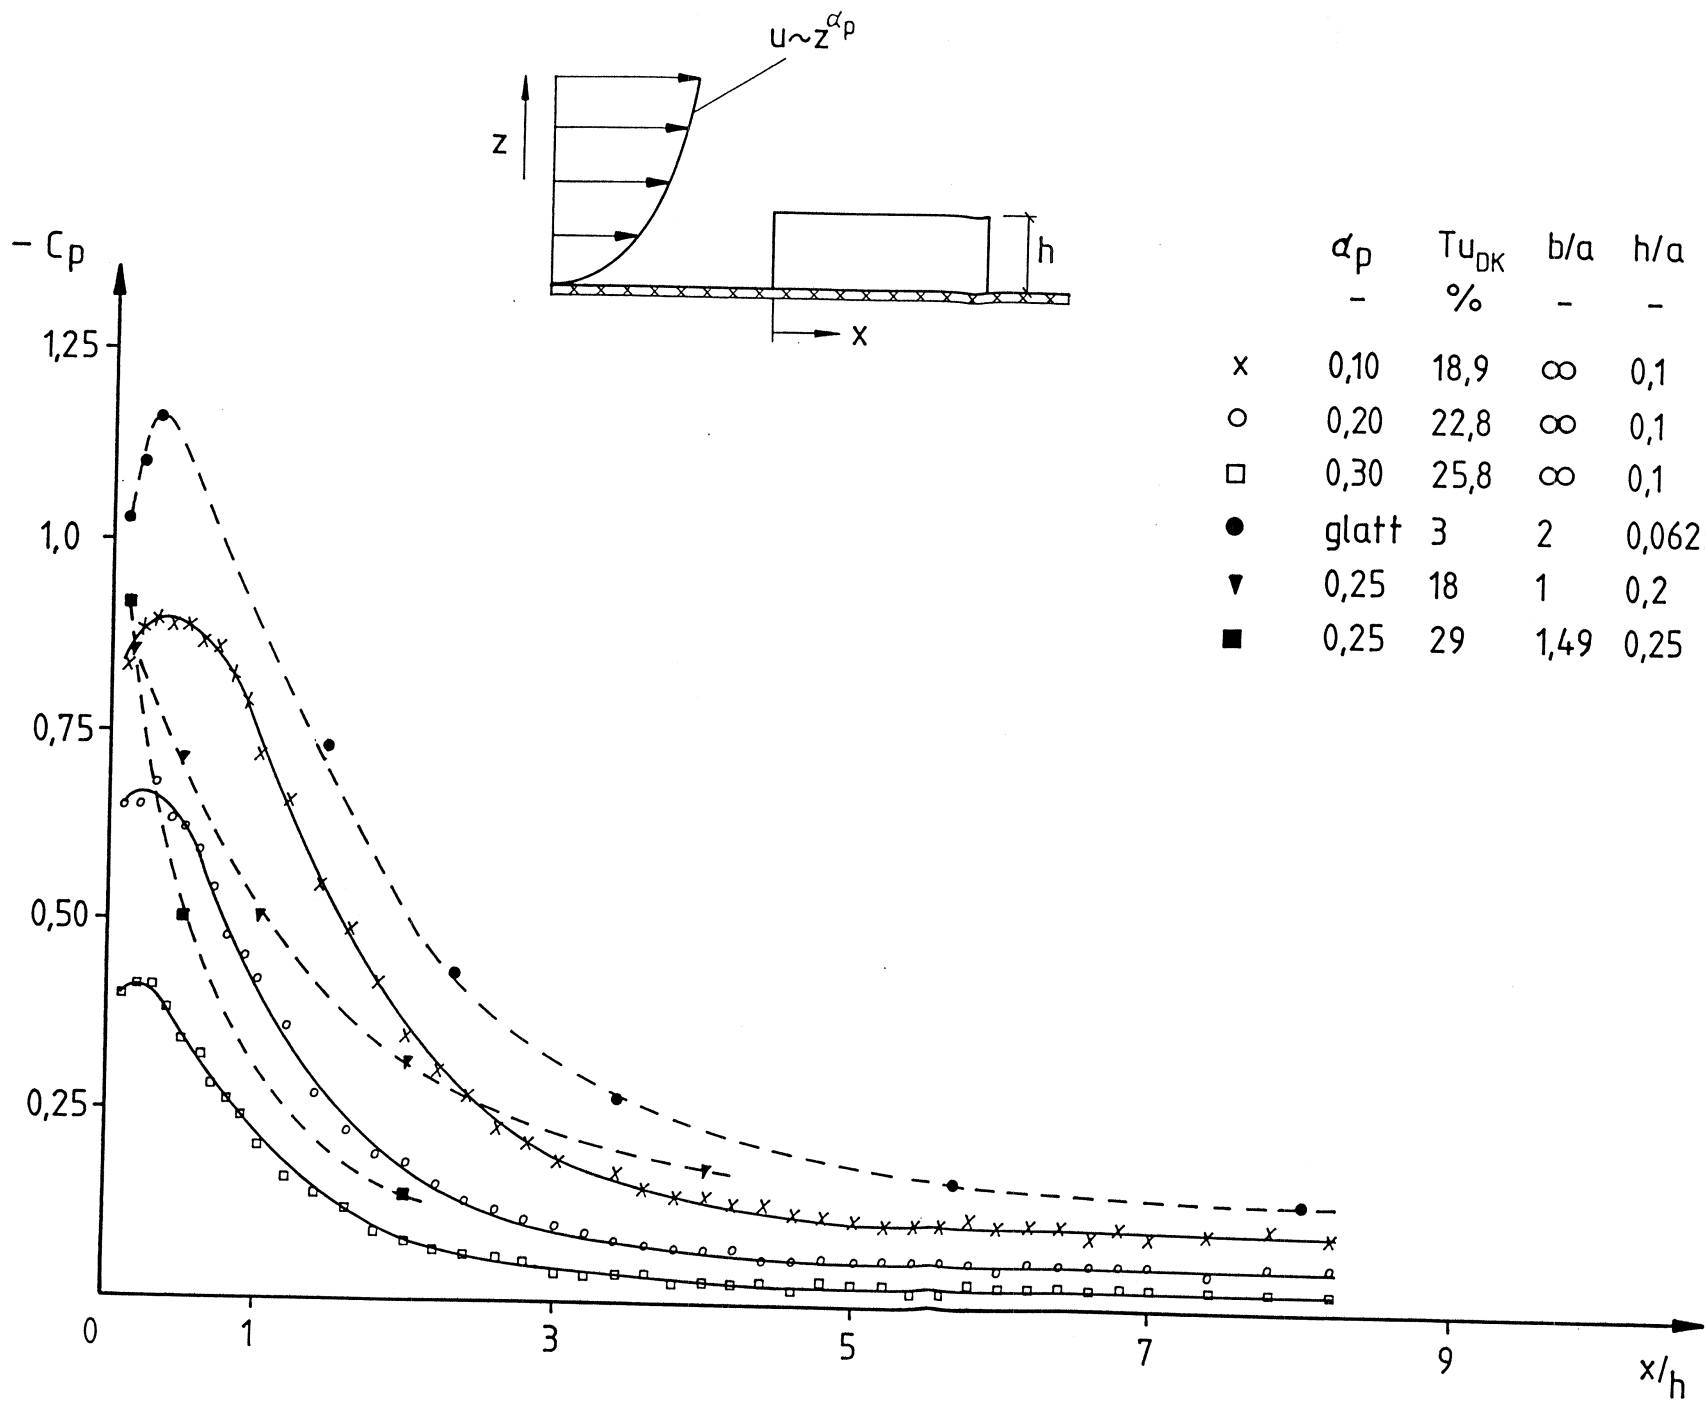 u~z^αp
z
h
x
- Cp
1,25
1,0
0,75
0,50
0,25
0 1 3 5 7 9
x/h
αp TuDK b/a h/a
- % - -
x 0,10 18,9 ∞ 0,1
○ 0,20 22,8 ∞ 0,1
□ 0,30 25,8 ∞ 0,1
● glatt 3 2 0,062
▼ 0,25 18 1 0,2
■ 0,25 29 1,49 0,25